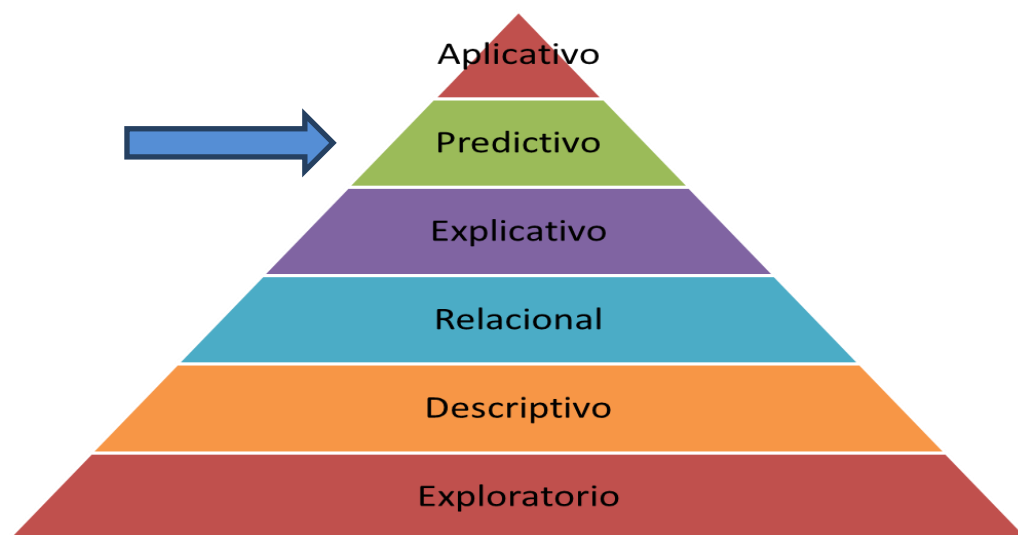 Aplicativo
Predictivo
Explicativo
Relacional
Descriptivo
Exploratorio